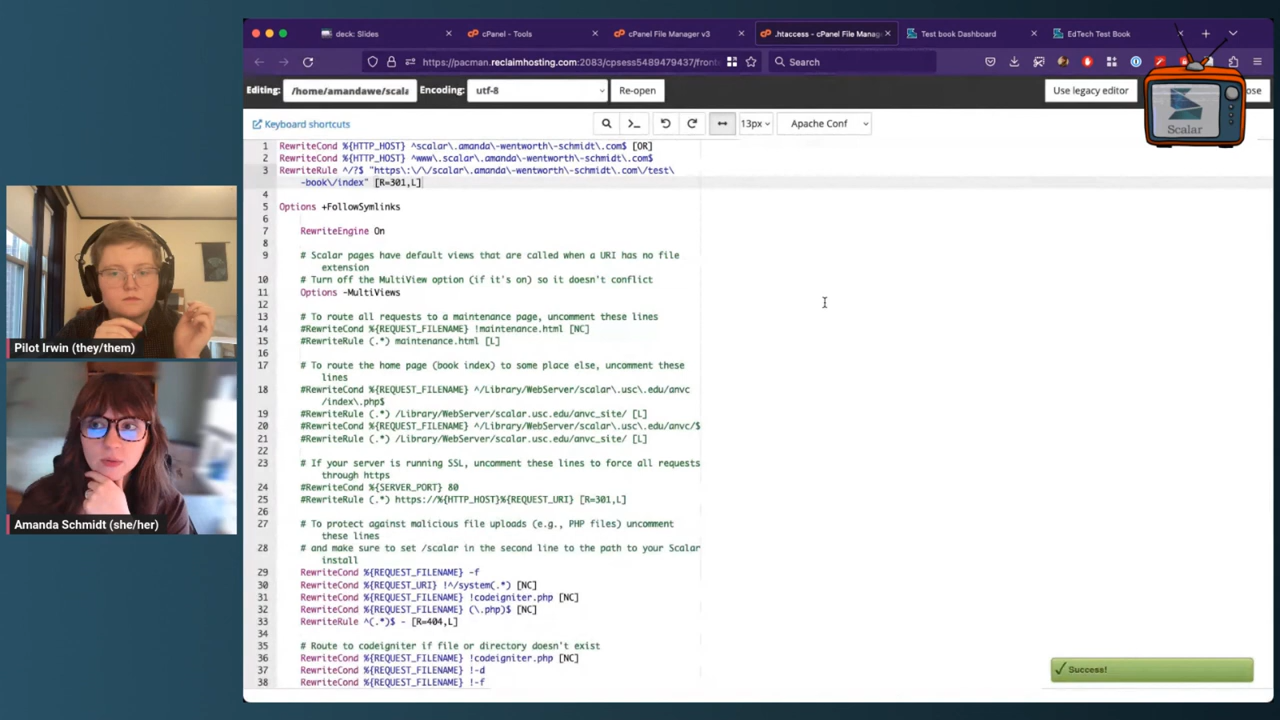 deck: Slides
cPanel - Tools
cPanel File Manager v3
.htaccess - cPanel File Manag
Test book Dashboard
EdTech Test Book
https://pacman.reclaimhosting.com:2083/cpsess5489479437/fron
Search
Editing:
/home/amandawe/scala
Encoding:
utf-8
Re-open
Use legacy editor
ose
Keyboard shortcuts
13px
Apache Conf
Scalar
1 RewriteCond %{HTTP_HOST} ^scalar\.amanda\-wentworth\-schmidt\.com$ [OR]
2 RewriteCond %{HTTP_HOST} ^www\.scalar\.amanda\-wentworth\-schmidt\.com$
3 RewriteRule ^/?$ "https\:\/\/scalar\.amanda\-wentworth\-schmidt\.com\/test\
-book\/index" [R=301,L]
4
5 Options +FollowSymlinks
6
7 RewriteEngine On
8
9 # Scalar pages have default views that are called when a URI has no file
extension
10 # Turn off the MultiView option (if it's on) so it doesn't conflict
11 Options -MultiViews
12
13 # To route all requests to a maintenance page, uncomment these lines
14 #RewriteCond %{REQUEST_FILENAME} !maintenance.html [NC]
15 #RewriteRule (.*) maintenance.html [L]
16
17 # To route the home page (book index) to some place else, uncomment these
lines
18 #RewriteCond %{REQUEST_FILENAME} ^/Library/WebServer/scalar\.usc\.edu/anvc
/index\.php$
19 #RewriteRule (.*) /Library/WebServer/scalar.usc.edu/anvc_site/ [L]
20 #RewriteCond %{REQUEST_FILENAME} ^/Library/WebServer/scalar\.usc\.edu/anvc/$
21 #RewriteRule (.*) /Library/WebServer/scalar.usc.edu/anvc_site/ [L]
22
23 # If your server is running SSL, uncomment these lines to force all requests
through https
24 #RewriteCond %{SERVER_PORT} 80
25 #RewriteRule (.*) https://%{HTTP_HOST}%{REQUEST_URI} [R=301,L]
26
27 # To protect against malicious file uploads (e.g., PHP files) uncomment
these lines
28 # and make sure to set /scalar in the second line to the path to your Scalar
install
29 RewriteCond %{REQUEST_FILENAME} -f
30 RewriteCond %{REQUEST_URI} !^/system(.*) [NC]
31 RewriteCond %{REQUEST_FILENAME} !codeigniter.php [NC]
32 RewriteCond %{REQUEST_FILENAME} (\.php)$ [NC]
33 RewriteRule ^(.*)$ - [R=404,L]
34
35 # Route to codeigniter if file or directory doesn't exist
36 RewriteCond %{REQUEST_FILENAME} !codeigniter.php [NC]
37 RewriteCond %{REQUEST_FILENAME} !-d
38 RewriteCond %{REQUEST_FILENAME} !-f
Success!
Pilot Irwin (they/them)
Amanda Schmidt (she/her)